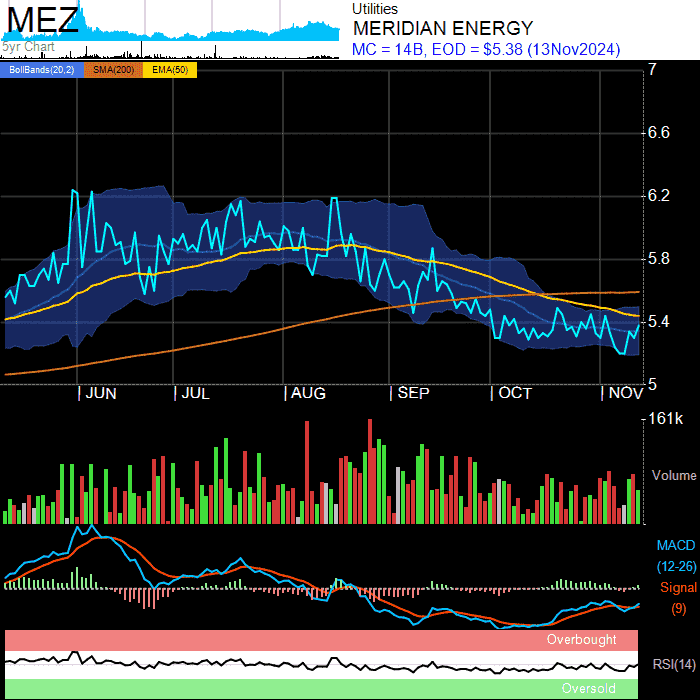 MEZ
5yr Chart
Utilities
MERIDIAN ENERGY
MC = 14B, EOD = $5.38 (13Nov2024)
BollBands(20,2) SMA(200) EMA(50)
7
6.6
6.2
5.8
5.4
5
JUN JUL AUG SEP OCT NOV
161k
Volume
MACD
(12-26)
Signal
(9)
Overbought
RSI(14)
Oversold